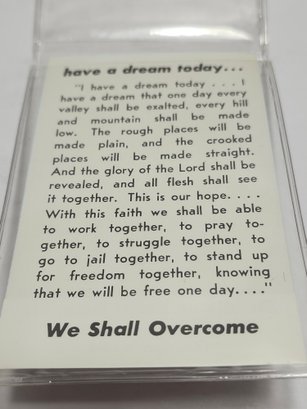 have a dream today...
"I have a dream today . . . I
have a dream that one day every
valley shall be exalted, every hill
and mountain shall be made
low. The rough places will be
made plain, and the crooked
places will be made straight.
And the glory of the Lord shall be
revealed, and all flesh shall see
it together. This is our hope. . . .
With this faith we shall be able
to work together, to pray to-
gether, to struggle together, to
go to jail together, to stand up
for freedom together, knowing
that we will be free one day. . . ."
We Shall Overcome